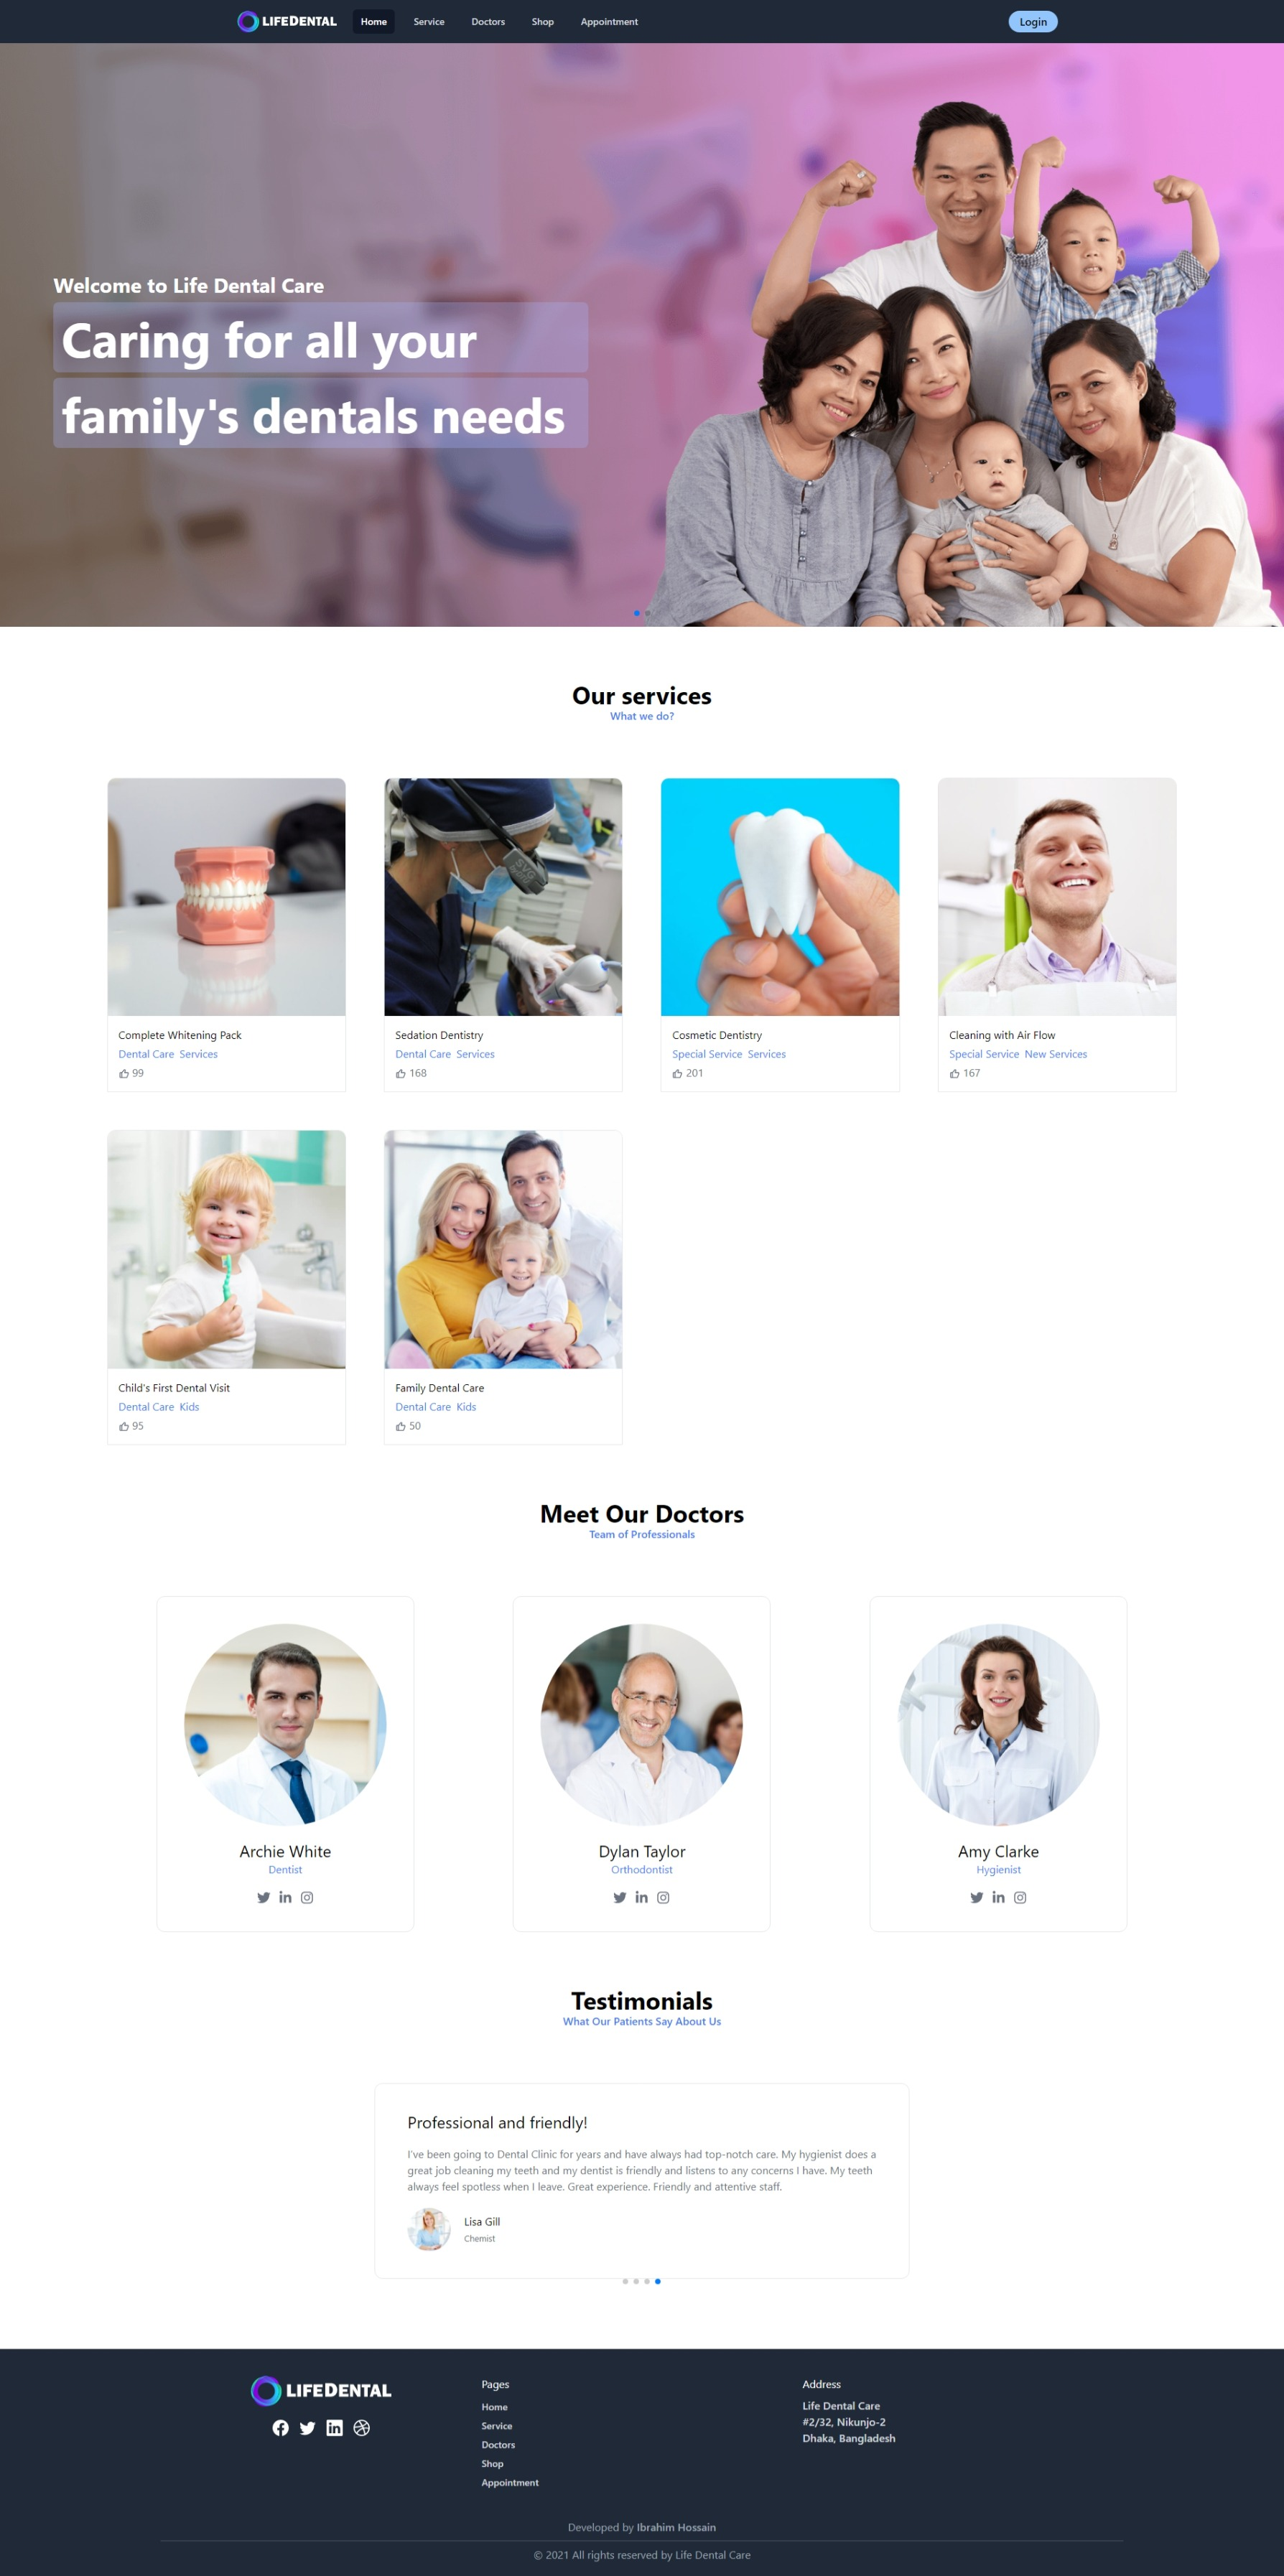 LIFEDENTAL
Home
Service
Doctors
Shop
Appointment
Login
Welcome to Life Dental Care
Caring for all your
family's dentals needs
Our services
What we do?
Complete Whitening Pack
Dental Care Services
99
Sedation Dentistry
Dental Care Services
168
Cosmetic Dentistry
Special Service Services
201
Cleaning with Air Flow
Special Service New Services
167
Child's First Dental Visit
Dental Care Kids
95
Family Dental Care
Dental Care Kids
50
Meet Our Doctors
Team of Professionals
Archie White
Dentist
Dylan Taylor
Orthodontist
Amy Clarke
Hygienist
Testimonials
What Our Patients Say About Us
Professional and friendly!
I've been going to Dental Clinic for years and have always had top-notch care. My hygienist does a
great job cleaning my teeth and my dentist is friendly and listens to any concerns I have. My teeth
always feel spotless when I leave. Great experience. Friendly and attentive staff.
Lisa Gill
Chemist
LIFEDENTAL
Pages
Home
Service
Doctors
Shop
Appointment
Address
Life Dental Care
#2/32, Nikunjo-2
Dhaka, Bangladesh
Developed by Ibrahim Hossain
© 2021 All rights reserved by Life Dental Care